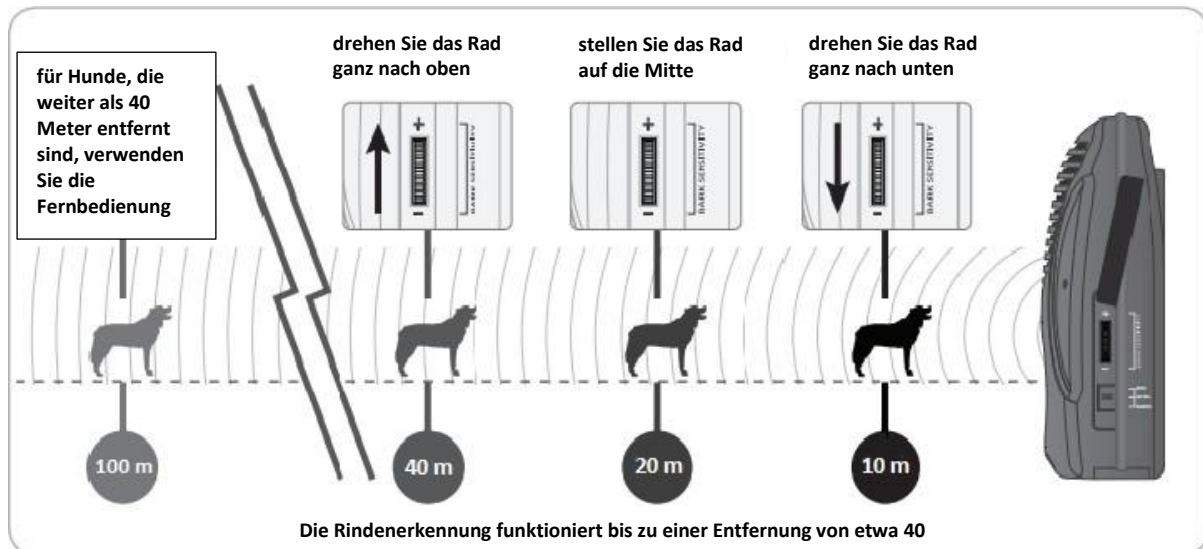 für Hunde, die
weiter als 40
Meter entfernt
sind, verwenden
Sie die
Fernbedienung
drehen Sie das Rad
ganz nach oben
+
BARK SENSITIVITY
-
stellen Sie das Rad
auf die Mitte
+
BARK SENSITIVITY
-
drehen Sie das Rad
ganz nach unten
+
BARK SENSITIVITY
-
+
-
100 m
40 m
20 m
10 m
Die Rindenerkennung funktioniert bis zu einer Entfernung von etwa 40